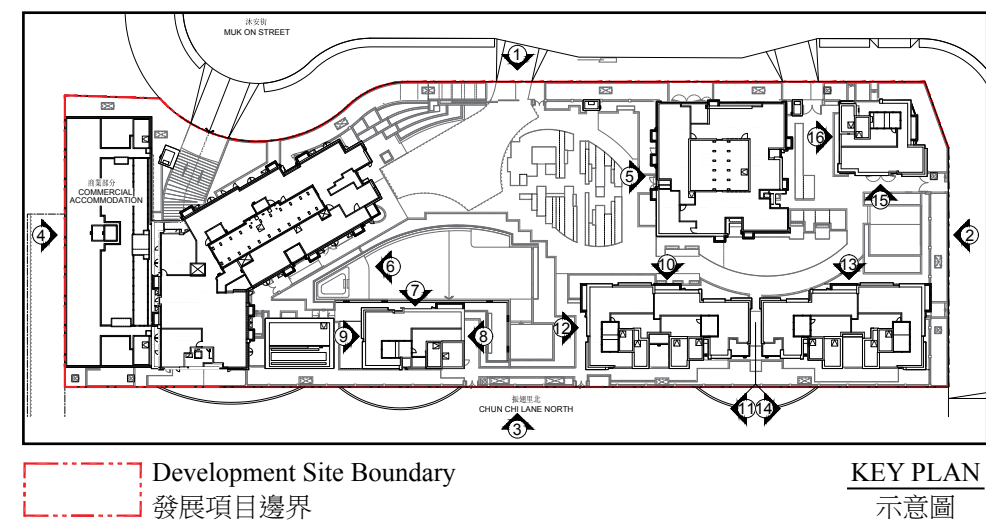 沐安街
MUK ON STREET
1
16
商業部分
COMMERCIAL
ACCOMMODATION
5
15
4
2
6
10
13
7
12
9
8
振翅里北
CHUN CHI LANE NORTH
11
14
3
Development Site Boundary
發展項目邊界
KEY PLAN
示意圖